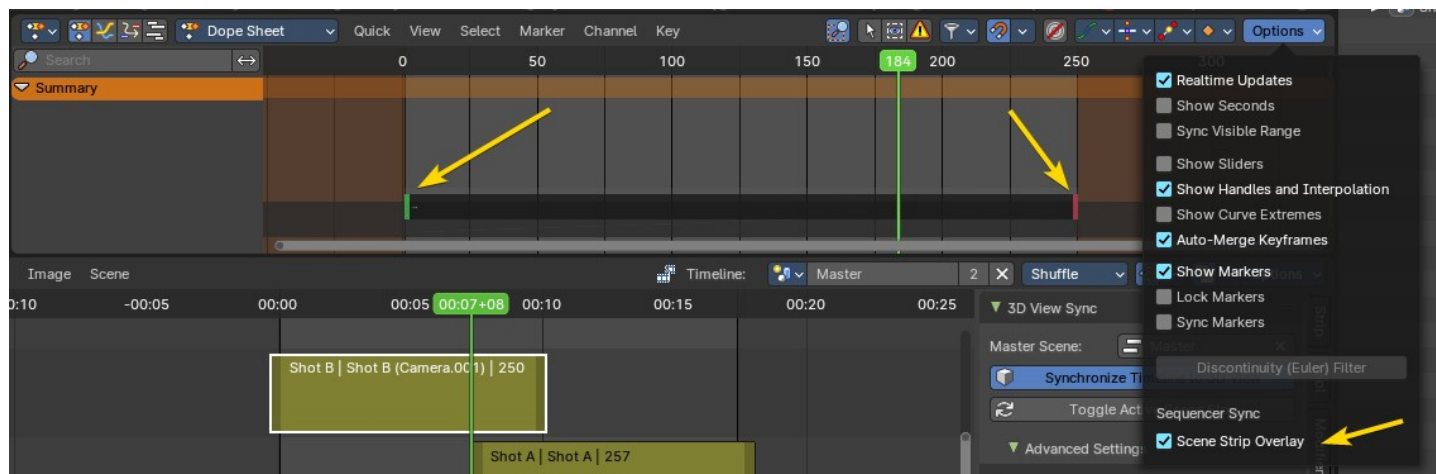 Dope Sheet Quick View Select Marker Channel Key Options
Search 0 50 100 150 184 200 250 300
Summary
Realtime Updates
Show Seconds
Sync Visible Range
Show Sliders
Show Handles and Interpolation
Show Curve Extremes
Auto-Merge Keyframes
Show Markers
Lock Markers
Sync Markers
Discontinuity (Euler) Filter
Sequencer Sync
Scene Strip Overlay
Image Scene Timeline: Master 2 Shuffle
0:10 -00:05 00:00 00:05 00:07+08 00:10 00:15 00:20 00:25
3D View Sync
Master Scene: Master
Synchronize Ti
Toggle Act
Advanced Setting
Shot B | Shot B (Camera.001) | 250
Shot A | Shot A | 257
Strip